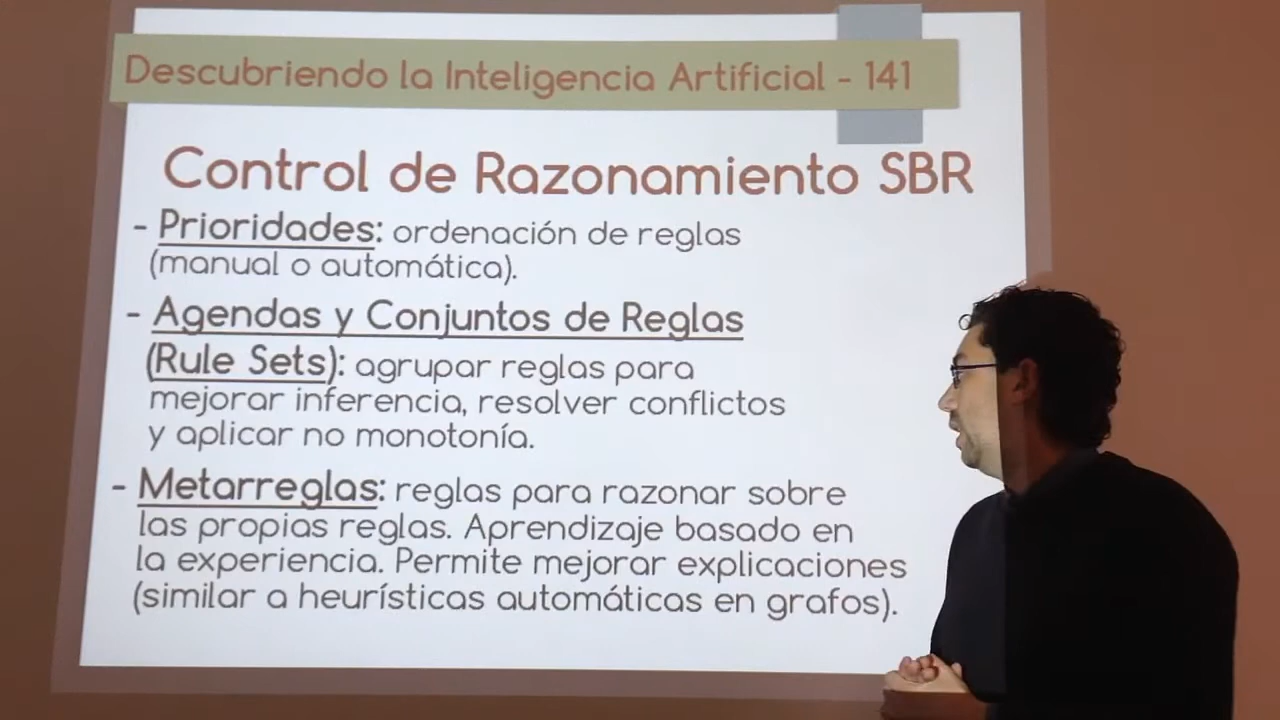 Descubriendo la Inteligencia Artificial - 141
Control de Razonamiento SBR
- Prioridades: ordenación de reglas
(manual o automática).
- Agendas y Conjuntos de Reglas
(Rule Sets): agrupar reglas para
mejorar inferencia, resolver conflictos
y aplicar no monotonía.
- Metarreglas: reglas para razonar sobre
las propias reglas. Aprendizaje basado en
la experiencia. Permite mejorar explicaciones
(similar a heurísticas automáticas en grafos).